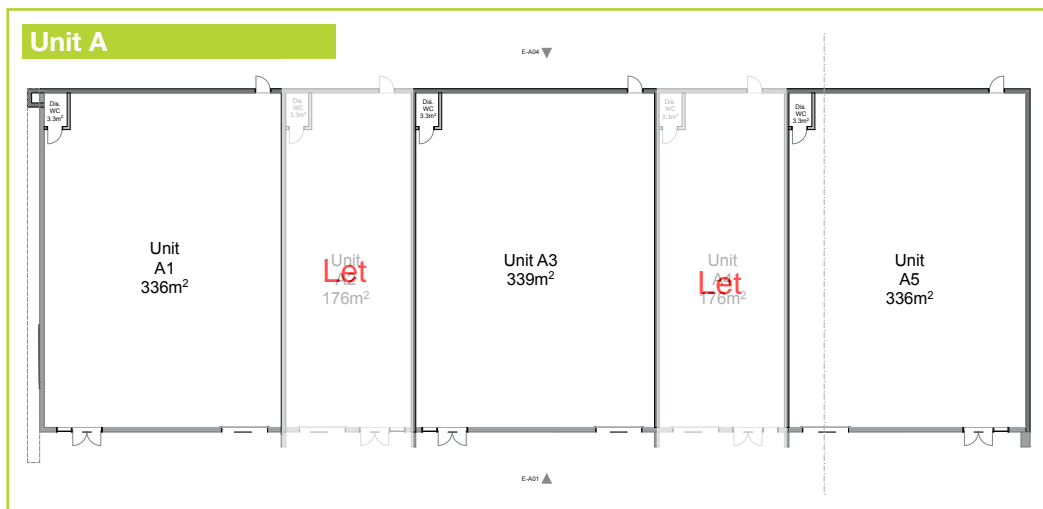 Unit A
E-A04
Dis.
WC
3.3m²
Dis.
WC
3.3m²
Dis.
WC
3.3m²
Dis.
WC
3.3m²
Dis.
WC
3.3m²
Unit
A1
336m²
Unit
A2
176m²
Let
Unit A3
339m²
Unit
A4
176m²
Let
Unit
A5
336m²
E-A01